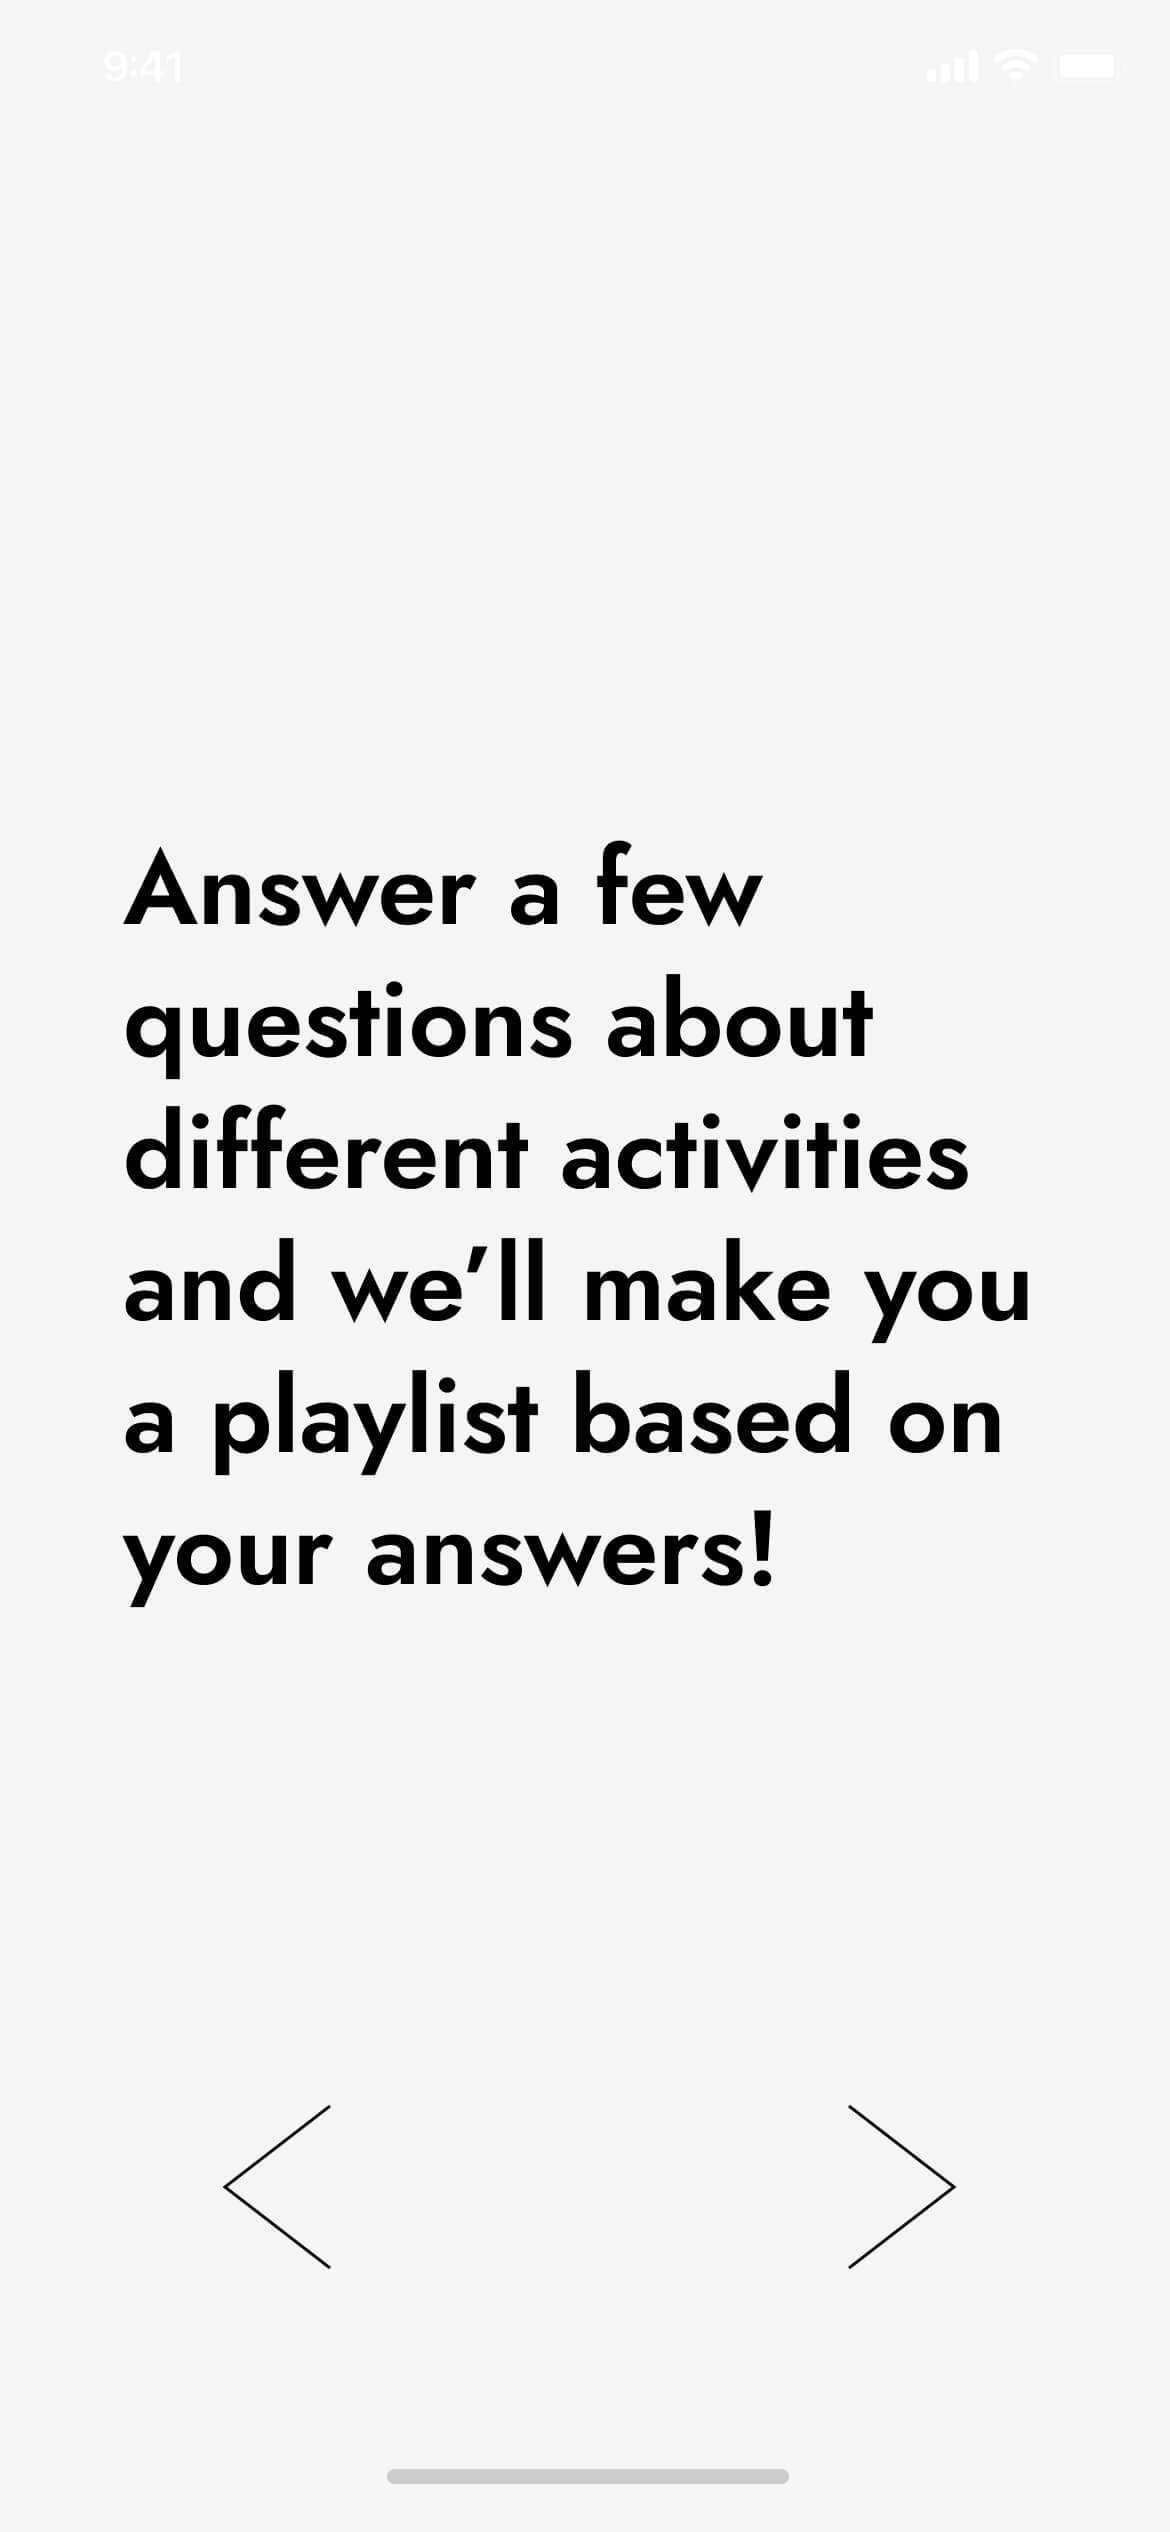 9:41
Answer a few
questions about
different activities
and we’ll make you
a playlist based on
your answers!